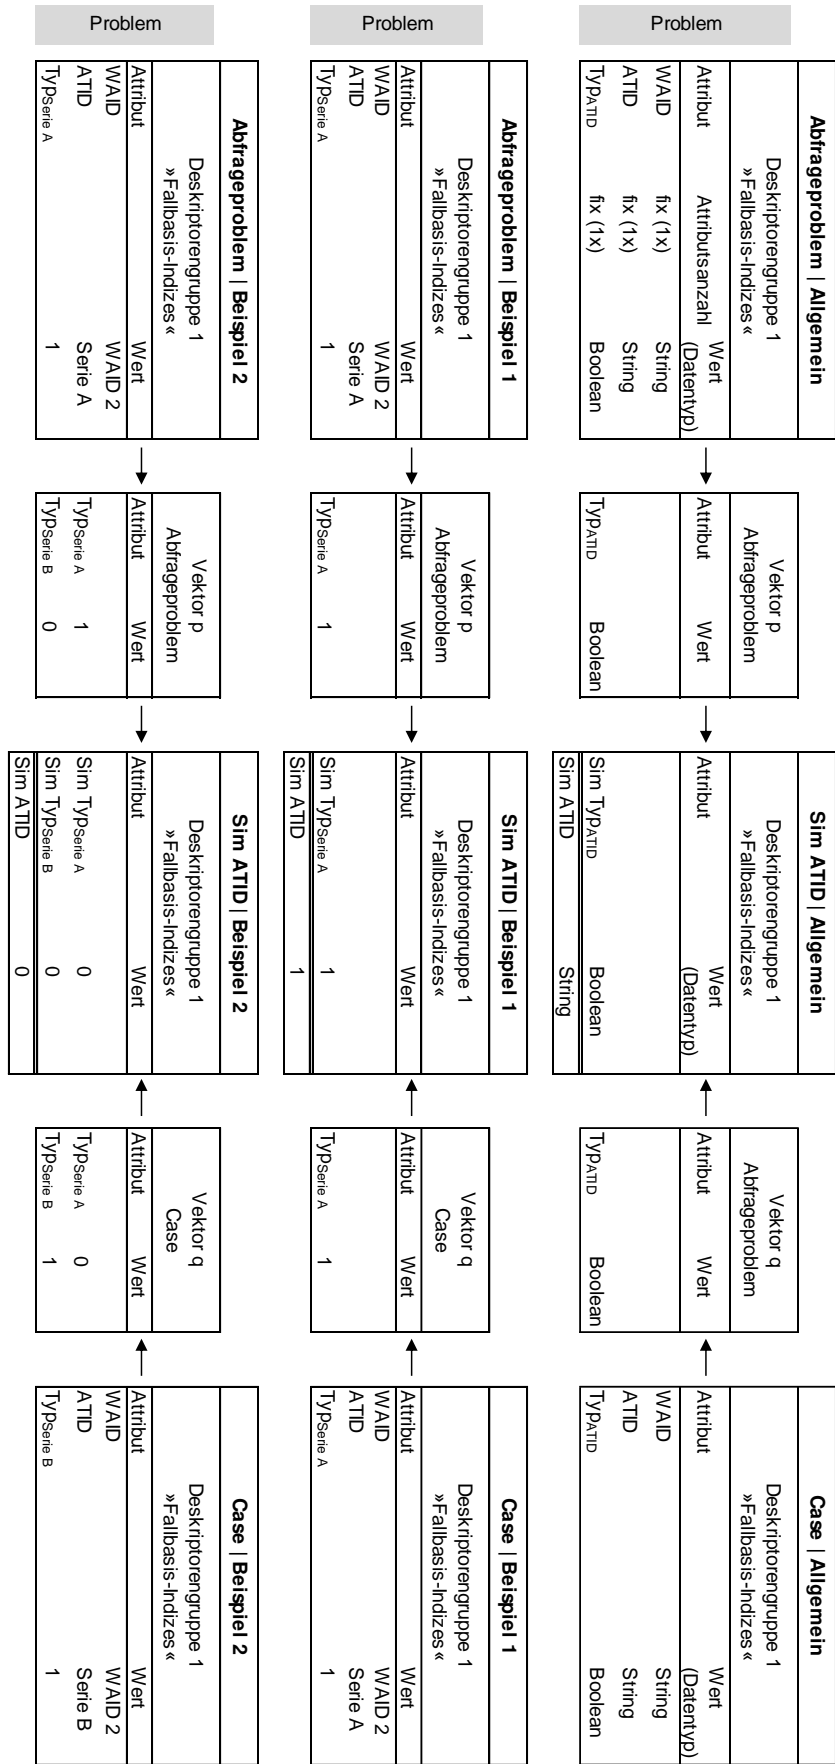 Problem
Abfrageproblem | Allgemein
Deskriptorengruppe 1
»Fallbasis-Indizes«
Attribut Attributsanzahl Wert (Datentyp)
WAID fix (1x) String
ATID fix (1x) String
TypATID fix (1x) Boolean
Vektor p
Abfrageproblem
Attribut Wert
TypATID Boolean
Sim ATID | Allgemein
Deskriptorengruppe 1
»Fallbasis-Indizes«
Attribut Wert (Datentyp)
Sim TypATID Boolean
Sim ATID String
Vektor q
Abfrageproblem
Attribut Wert
TypATID Boolean
Case | Allgemein
Deskriptorengruppe 1
»Fallbasis-Indizes«
Attribut Wert (Datentyp)
WAID String
ATID String
TypATID Boolean
Problem
Abfrageproblem | Beispiel 1
Deskriptorengruppe 1
»Fallbasis-Indizes«
Attribut Wert
WAID WAID 2
ATID Serie A
TypSerie A 1
Vektor p
Abfrageproblem
Attribut Wert
TypSerie A 1
Sim ATID | Beispiel 1
Deskriptorengruppe 1
»Fallbasis-Indizes«
Attribut Wert
Sim TypSerie A 1
Sim ATID 1
Vektor q
Case
Attribut Wert
TypSerie A 1
Case | Beispiel 1
Deskriptorengruppe 1
»Fallbasis-Indizes«
Attribut Wert
WAID WAID 2
ATID Serie A
TypSerie A 1
Problem
Abfrageproblem | Beispiel 2
Deskriptorengruppe 1
»Fallbasis-Indizes«
Attribut Wert
WAID WAID 2
ATID Serie A
TypSerie A 1
Vektor p
Abfrageproblem
Attribut Wert
TypSerie A 1
TypSerie B 0
Sim ATID | Beispiel 2
Deskriptorengruppe 1
»Fallbasis-Indizes«
Attribut Wert
Sim TypSerie A 0
Sim TypSerie B 0
Sim ATID 0
Vektor q
Case
Attribut Wert
TypSerie A 0
TypSerie B 1
Case | Beispiel 2
Deskriptorengruppe 1
»Fallbasis-Indizes«
Attribut Wert
WAID WAID 2
ATID Serie B
TypSerie B 1